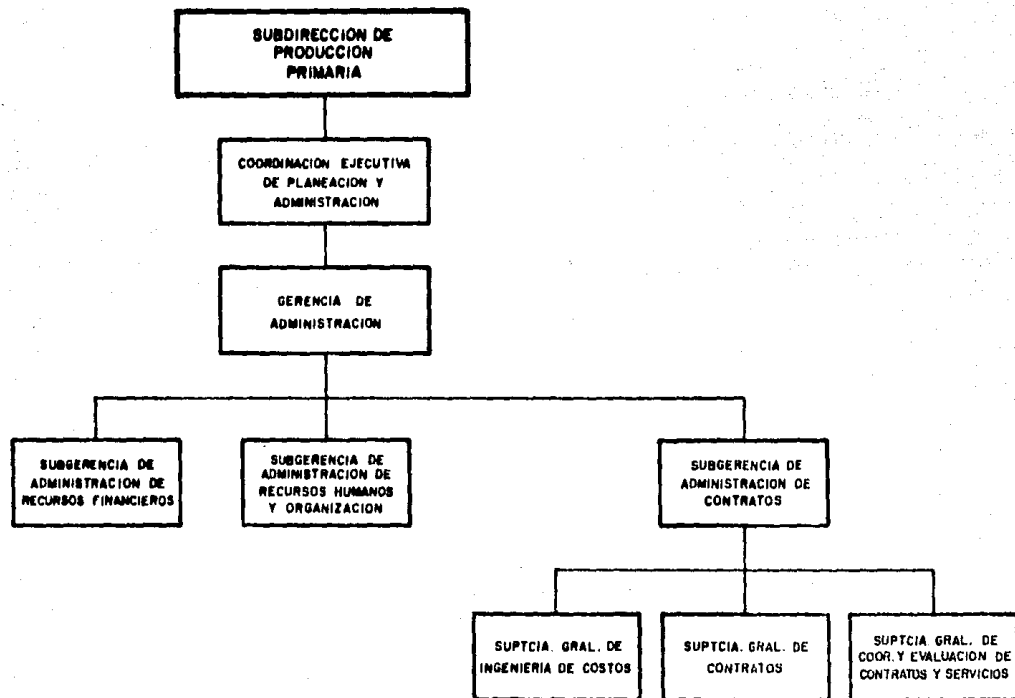 SUBDIRECCION DE
PRODUCCION
PRIMARIA
COORDINACION EJECUTIVA
DE PLANEACION Y
ADMINISTRACION
GERENCIA DE
ADMINISTRACION
SUBGERENCIA DE
ADMINISTRACION DE
RECURSOS FINANCIEROS
SUBGERENCIA DE
ADMINISTRACION DE
RECURSOS HUMANOS
Y ORGANIZACION
SUBGERENCIA DE
ADMINISTRACION DE
CONTRATOS
SUPTCIA. GRAL. DE
INGENIERIA DE COSTOS
SUPTCIA. GRAL. DE
CONTRATOS
SUPTCIA. GRAL. DE
COOR. Y EVALUACION DE
CONTRATOS Y SERVICIOS